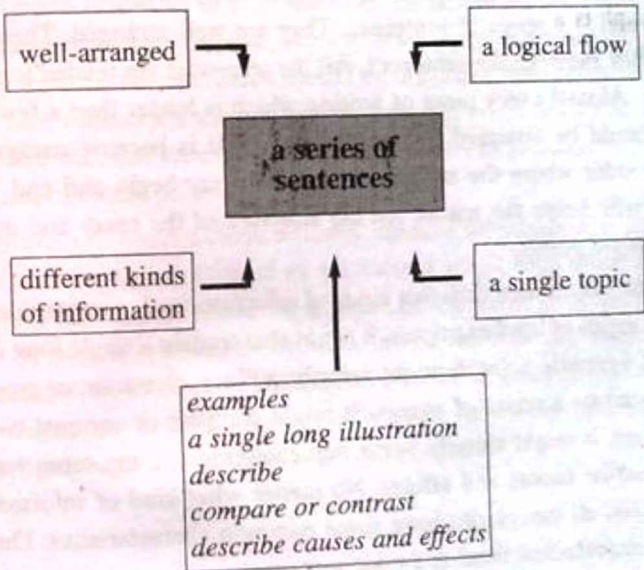 well-arranged
a logical flow
a series of
sentences
different kinds
of information
a single topic
examples
a single long illustration
describe
compare or contrast
describe causes and effects